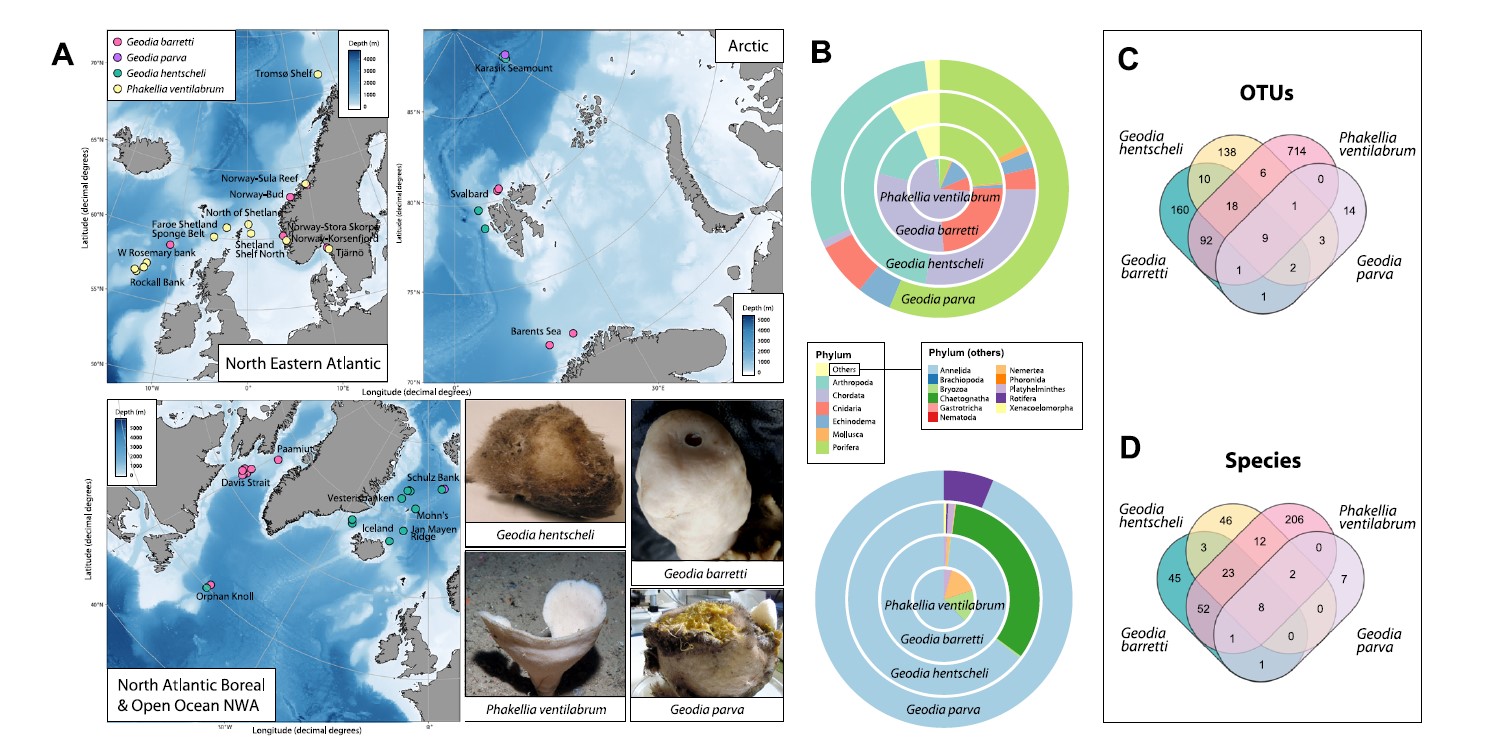 A
Geodia barretti
Geodia parva
Geodia hentscheli
Phakellia ventilabrum
Depth (m)
4000
3000
2000
1000
0
70°N
65°N
60°N
55°N
50°N
10°W
0°
10°E
Latitude (decimal degrees)
Tromsø Shelf
Norway-Sula Reef
Norway-Bud
North of Shetland
Faroe Shetland
Sponge Belt
Norway-Stora Skorpa
Norway-Korsenfjord
Shetland
Shelf North
Tjärnö
W Rosemary bank
Rockall Bank
North Eastern Atlantic
Arctic
Karasik Seamount
85°N
80°N
75°N
70°N
0°
30°E
Latitude (decimal degrees)
Svalbard
Barents Sea
Depth (m)
5000
4000
3000
2000
1000
0
Longitude (decimal degrees)
Depth (m)
5000
4000
3000
2000
1000
0
Paamiut
Davis Strait
Schulz Bank
Vesterisbanken
Mohn's
Iceland
Jan Mayen
Ridge
Orphan Knoll
Latitude (decimal degrees)
40°N
0°
North Atlantic Boreal
& Open Ocean NWA
Longitude (decimal degrees)
Geodia hentscheli
Geodia barretti
Phakellia ventilabrum
Geodia parva
B
Phakellia ventilabrum
Geodia barretti
Geodia hentscheli
Geodia parva
Phylum
Others
Arthropoda
Chordata
Cnidaria
Echinodema
Mollusca
Porifera
Phylum (others)
Annelida
Brachiopoda
Bryozoa
Chaetognatha
Gastrotricha
Nematoda
Nemertea
Phoronida
Platyhelminthes
Rotifera
Xenacoelomorpha
Phakellia ventilabrum
Geodia barretti
Geodia hentscheli
Geodia parva
C
OTUs
Geodia
hentscheli
Phakellia
ventilabrum
138
714
10
6
0
160
18
1
14
92
9
3
1
2
1
Geodia
barretti
Geodia
parva
D
Species
Geodia
hentscheli
Phakellia
ventilabrum
46
206
3
12
0
45
23
2
7
52
8
0
1
0
1
Geodia
barretti
Geodia
parva